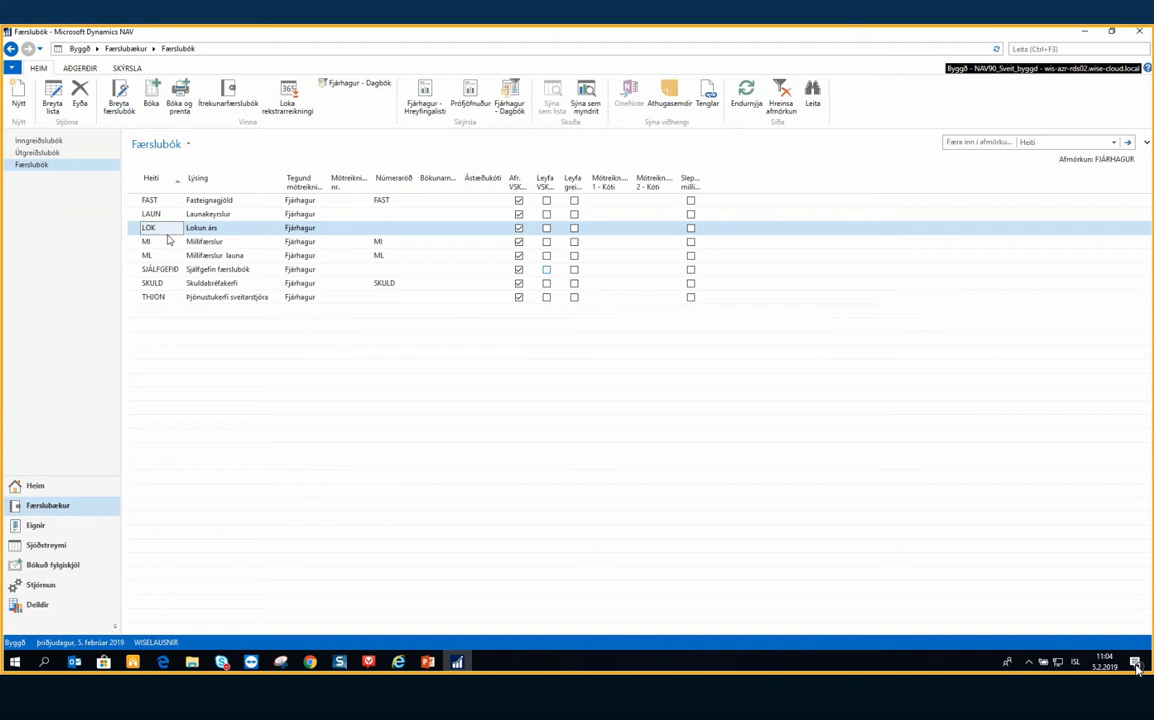 Færslubók - Microsoft Dynamics NAV
Byggð
Færslubækur
Færslubók
Leita (Ctrl+F3)
HEIM
AÐGERÐIR
SKÝRSLA
Byggð - NAV90_Sveit_byggd - wis-azr-rds02.wise-cloud.local
Nýtt
Breyta lista
Eyða
Breyta færslubók
Bóka
Bóka og prenta
Ítrekunarfærslubók
Loka rekstrarreikningi
Fjárhagur - Dagbók
Fjárhagur - Hreyfingalisti
Prófjöfnuður
Fjárhagur - Dagbók
Sýna sem lista
Sýna sem myndrit
OneNote
Athugasemdir
Tenglar
Endurnýja
Hreinsa afmörkun
Leita
Nýtt
Stjórna
Vinna
Skýrsla
Skoða
Sýna viðhengi
Síða
Inngreiðslubók
Útgreiðslubók
Færslubók
Færslubók
Færa inn í afmörku...
Heiti
Afmörkun: FJÁRHAGUR
Heiti
Lýsing
Tegund mótreikni...
Mótreikni... nr.
Númeraröð
Bókunarn...
Ástæðukóti
Afr. VSK...
Leyfa VSK...
Leyfa grei...
Mótreikn... 1 - Kóti
Mótreikn... 2 - Kóti
Slep... milli...
FAST Fasteignagjöld Fjárhagur FAST
LAUN Launakeyrslur Fjárhagur
LOK Lokun árs Fjárhagur
MI Millifærslur Fjárhagur MI
ML Millifærslur launa Fjárhagur ML
SJÁLFGEFIÐ Sjálfgefin færslubók Fjárhagur
SKULD Skuldabréfakerfi Fjárhagur SKULD
THJON Þjónustukerfi sveitarstjóra Fjárhagur
Heim
Færslubækur
Eignir
Sjóðstreymi
Bókuð fylgiskjöl
Stjórnun
Deildir
Byggð
þriðjudagur, 5. febrúar 2019
WISELAUSNIR
ISL
11:04
5.2.2019